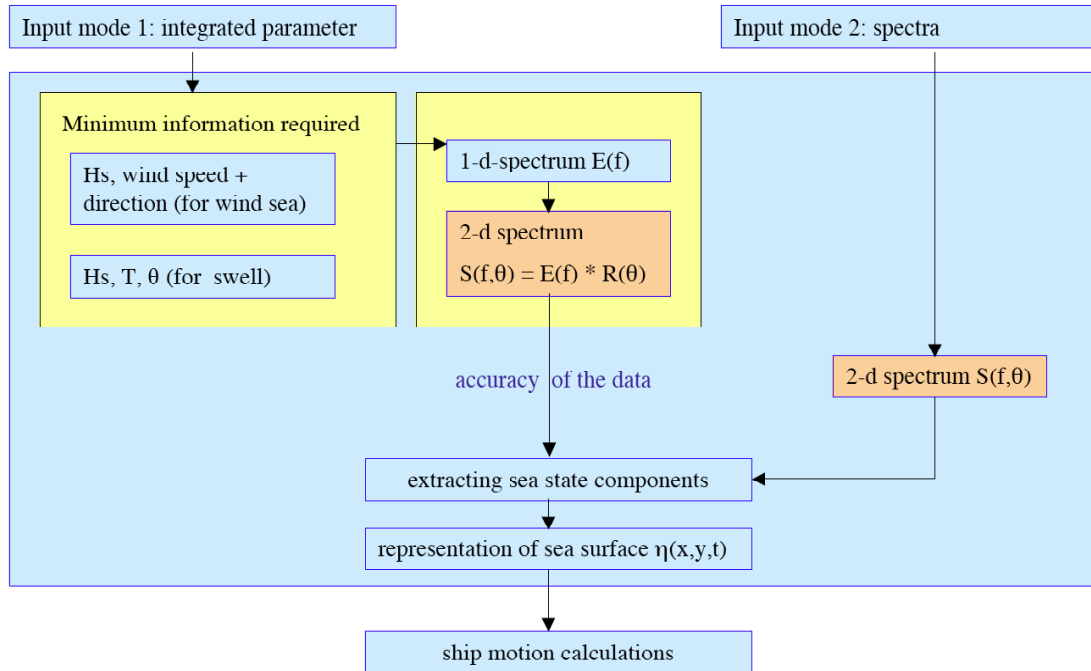 Input mode 1: integrated parameter
Input mode 2: spectra
Minimum information required
Hs, wind speed +
direction (for wind sea)
Hs, T, θ (for swell)
1-d-spectrum E(f)
2-d spectrum
S(f,θ) = E(f) * R(θ)
accuracy of the data
2-d spectrum S(f,θ)
extracting sea state components
representation of sea surface η(x,y,t)
ship motion calculations